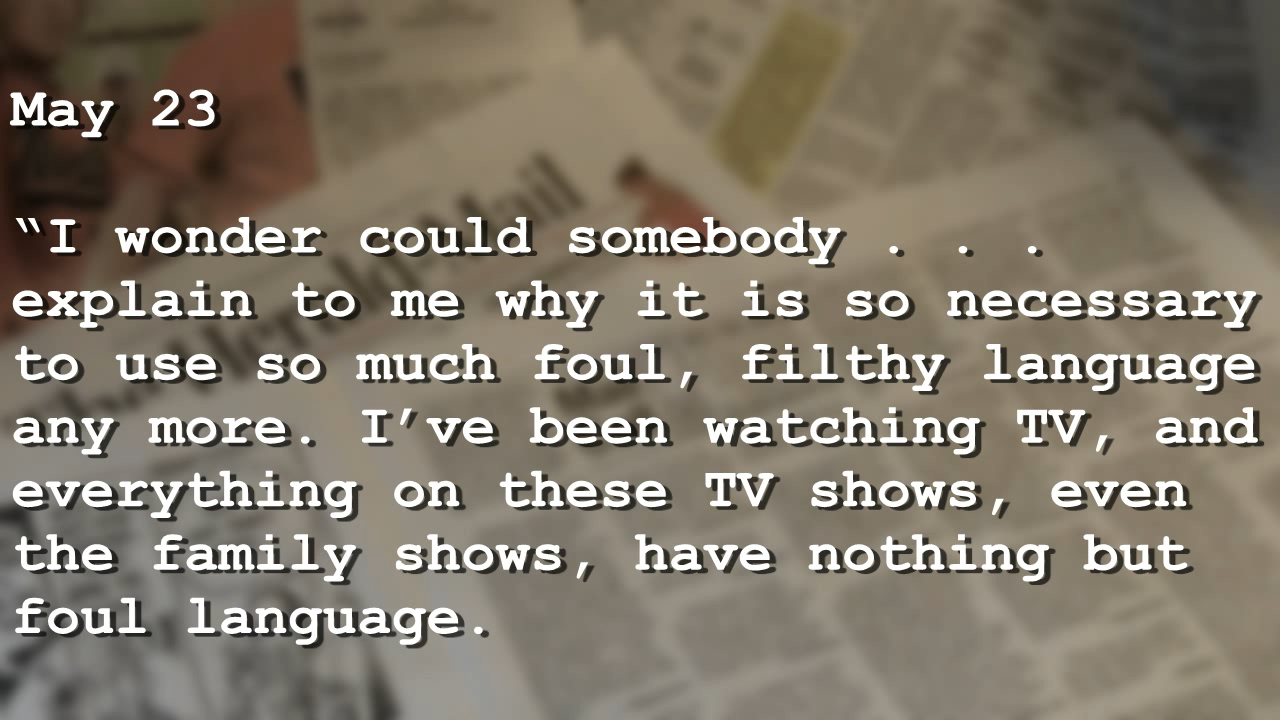 May 23
“I wonder could somebody . . .
explain to me why it is so necessary
to use so much foul, filthy language
any more. I’ve been watching TV, and
everything on these TV shows, even
the family shows, have nothing but
foul language.
Herald-Mail